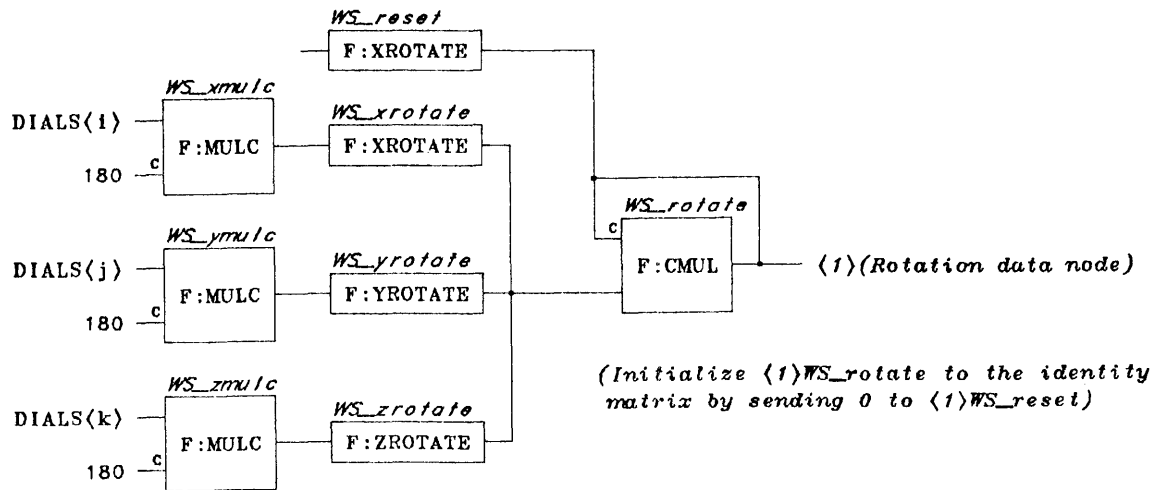 WS_reset
F:XROTATE
WS_xmulc
DIALS⟨i⟩
F:MULC
C
180
WS_xrotate
F:XROTATE
WS_rotate
C
F:CMUL
⟨1⟩(Rotation data node)
WS_ymulc
DIALS⟨j⟩
F:MULC
C
180
WS_yrotate
F:YROTATE
(Initialize ⟨1⟩WS_rotate to the identity
matrix by sending 0 to ⟨1⟩WS_reset)
WS_zmulc
DIALS⟨k⟩
F:MULC
C
180
WS_zrotate
F:ZROTATE